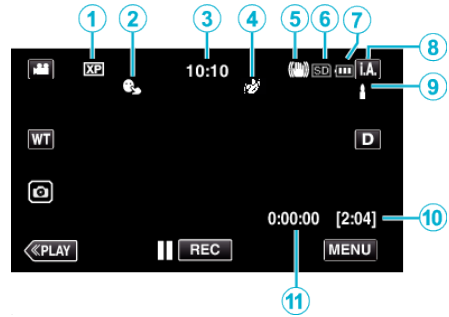 1 2 3 4 5 6 7
XP 10:10 SD i.A. 8
9
WT D
0:00:00 [2:04] 10
≪PLAY REC MENU
11